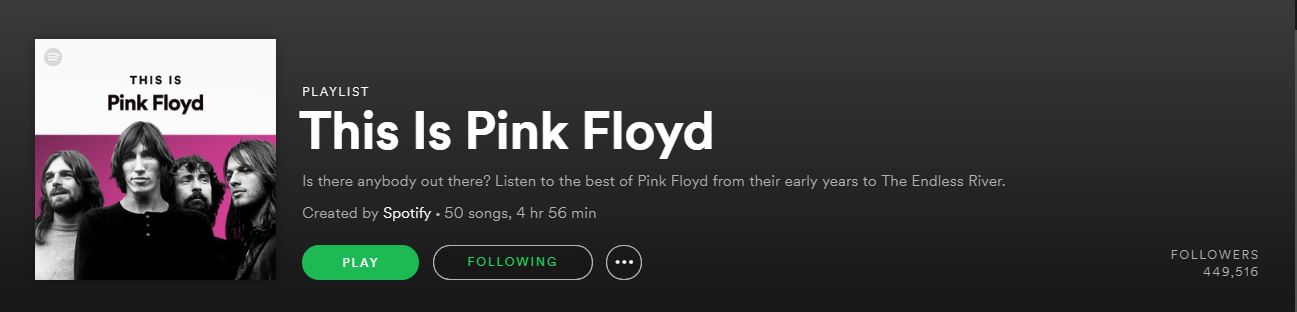 THIS IS
Pink Floyd
PLAYLIST
This Is Pink Floyd
Is there anybody out there? Listen to the best of Pink Floyd from their early years to The Endless River.
Created by Spotify • 50 songs, 4 hr 56 min
PLAY
FOLLOWING
FOLLOWERS
449,516